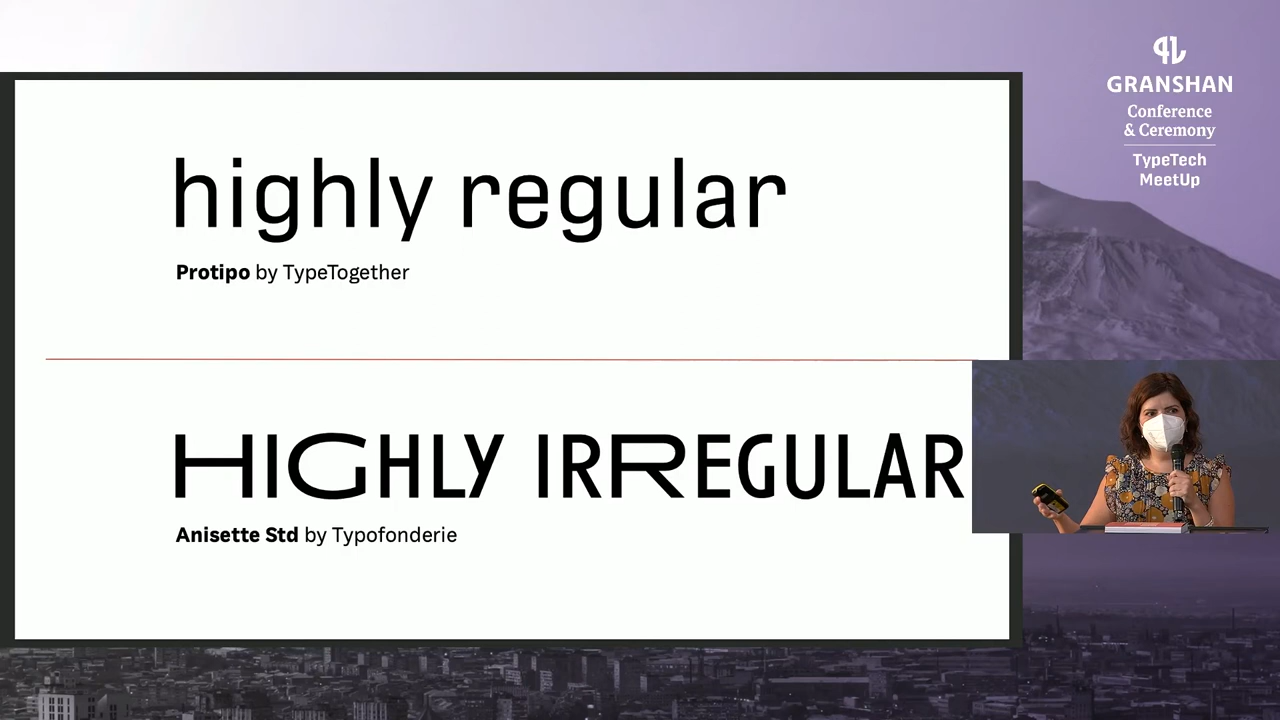 highly regular
Protipo by TypeTogether
HIGHLY IRREGULAR
Anisette Std by Typofonderie
GRANSHAN
Conference
& Ceremony
TypeTech
MeetUp